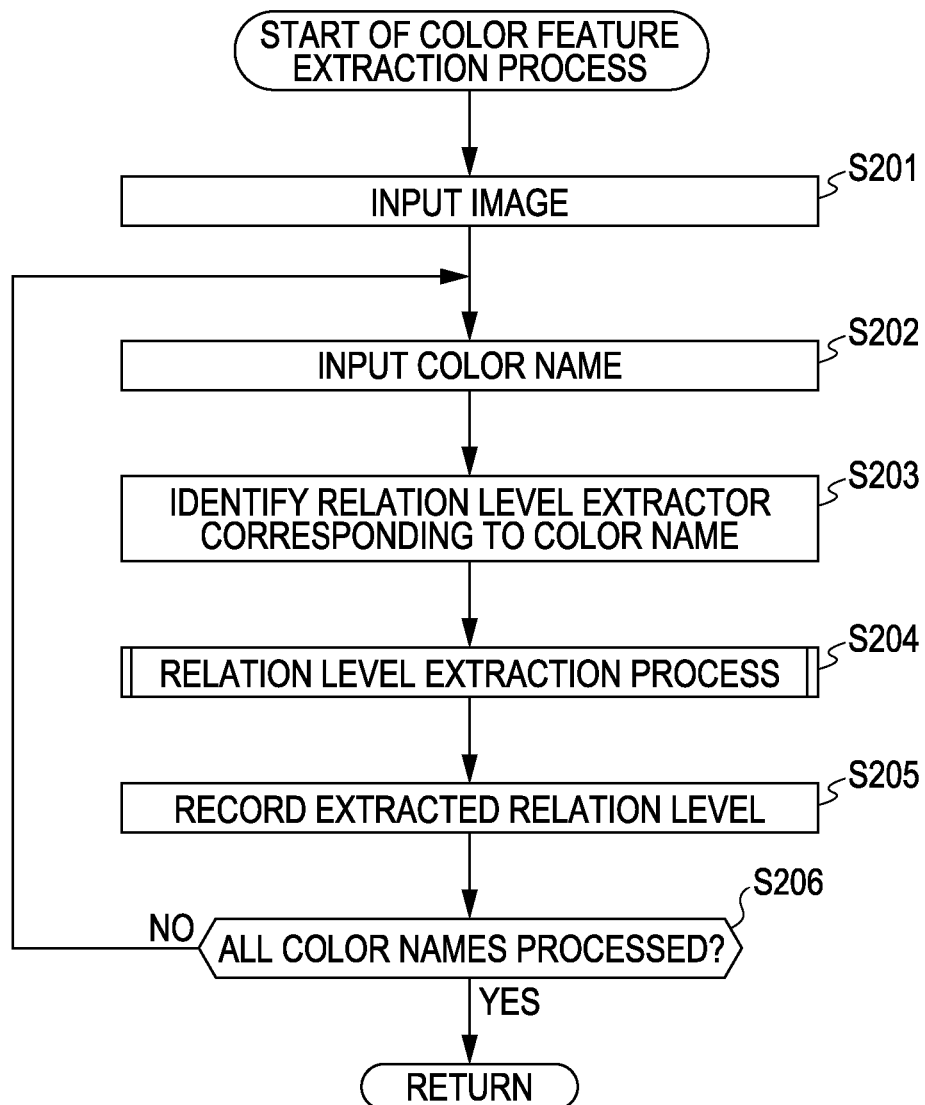 START OF COLOR FEATURE
EXTRACTION PROCESS
S201
INPUT IMAGE
S202
INPUT COLOR NAME
S203
IDENTIFY RELATION LEVEL EXTRACTOR
CORRESPONDING TO COLOR NAME
S204
RELATION LEVEL EXTRACTION PROCESS
S205
RECORD EXTRACTED RELATION LEVEL
S206
NO
ALL COLOR NAMES PROCESSED?
YES
RETURN